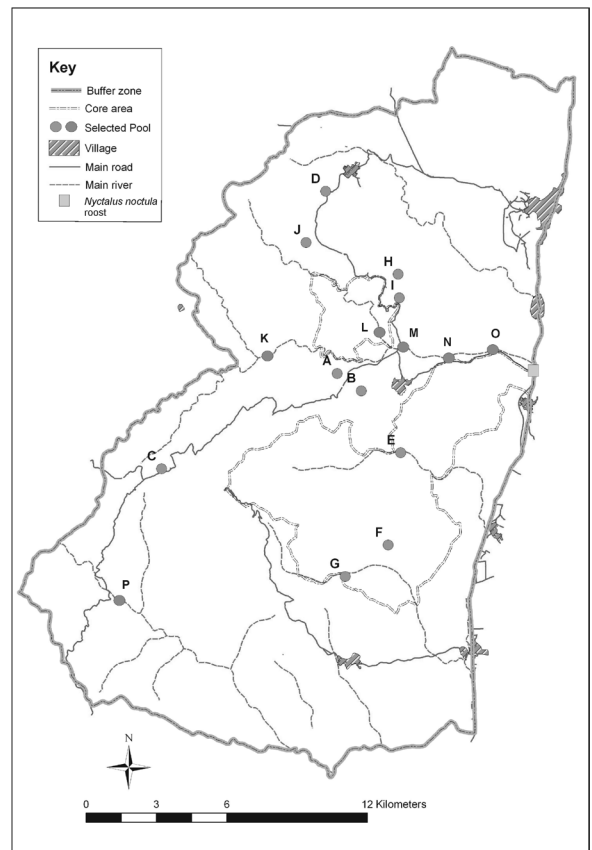 Key
Buffer zone
Core area
Selected Pool
Village
Main road
Main river
Nyctalus noctula
roost
D
J
H
I
L
M
K
N
O
A
B
E
C
F
G
P
N
0 3 6 12 Kilometers